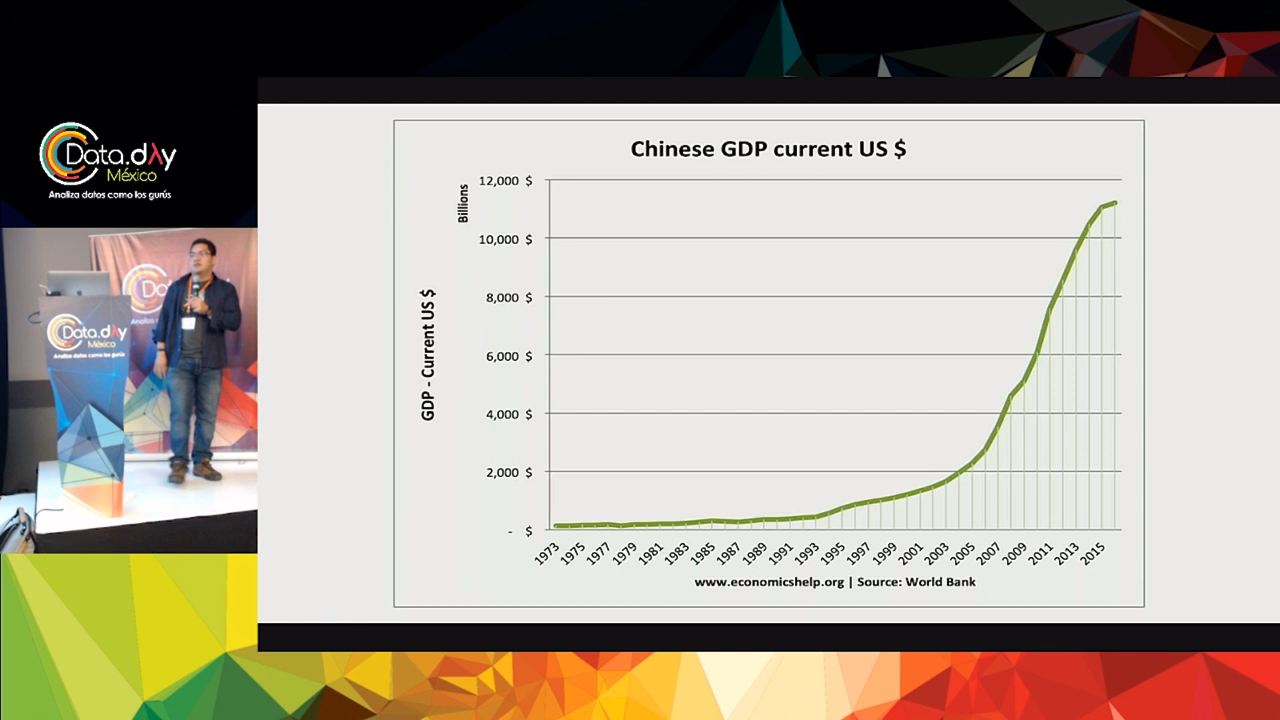 Data.dλy
México
Analiza datos como los gurús
Data.dλy
México
Analiza datos como los gurús
Chinese GDP current US $
Billions
GDP - Current US $
12,000 $
10,000 $
8,000 $
6,000 $
4,000 $
2,000 $
- $
1973
1975
1977
1979
1981
1983
1985
1987
1989
1991
1993
1995
1997
1999
2001
2003
2005
2007
2009
2011
2013
2015
www.economicshelp.org | Source: World Bank